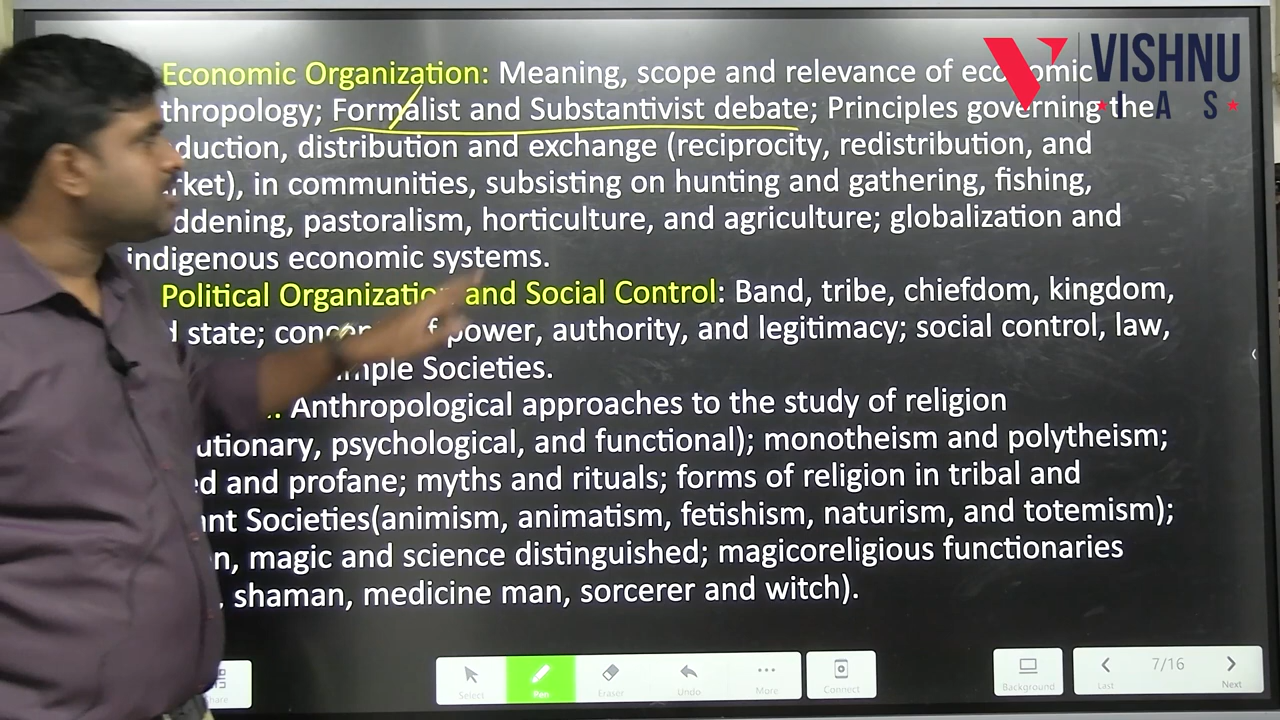 Economic Organization: Meaning, scope and relevance of economic
thropology; Formalist and Substantivist debate; Principles governing the
duction, distribution and exchange (reciprocity, redistribution, and
rket), in communities, subsisting on hunting and gathering, fishing,
ddening, pastoralism, horticulture, and agriculture; globalization and
indigenous economic systems.
Political Organization and Social Control: Band, tribe, chiefdom, kingdom,
d state; power, authority, and legitimacy; social control, law,
mple Societies.
Anthropological approaches to the study of religion
utionary, psychological, and functional); monotheism and polytheism;
ed and profane; myths and rituals; forms of religion in tribal and
ant Societies(animism, animatism, fetishism, naturism, and totemism);
n, magic and science distinguished; magicoreligious functionaries
, shaman, medicine man, sorcerer and witch).
VISHNU
IAS
hare
Select
Pen
Eraser
Undo
More
Connect
Background
Last
7/16
Next